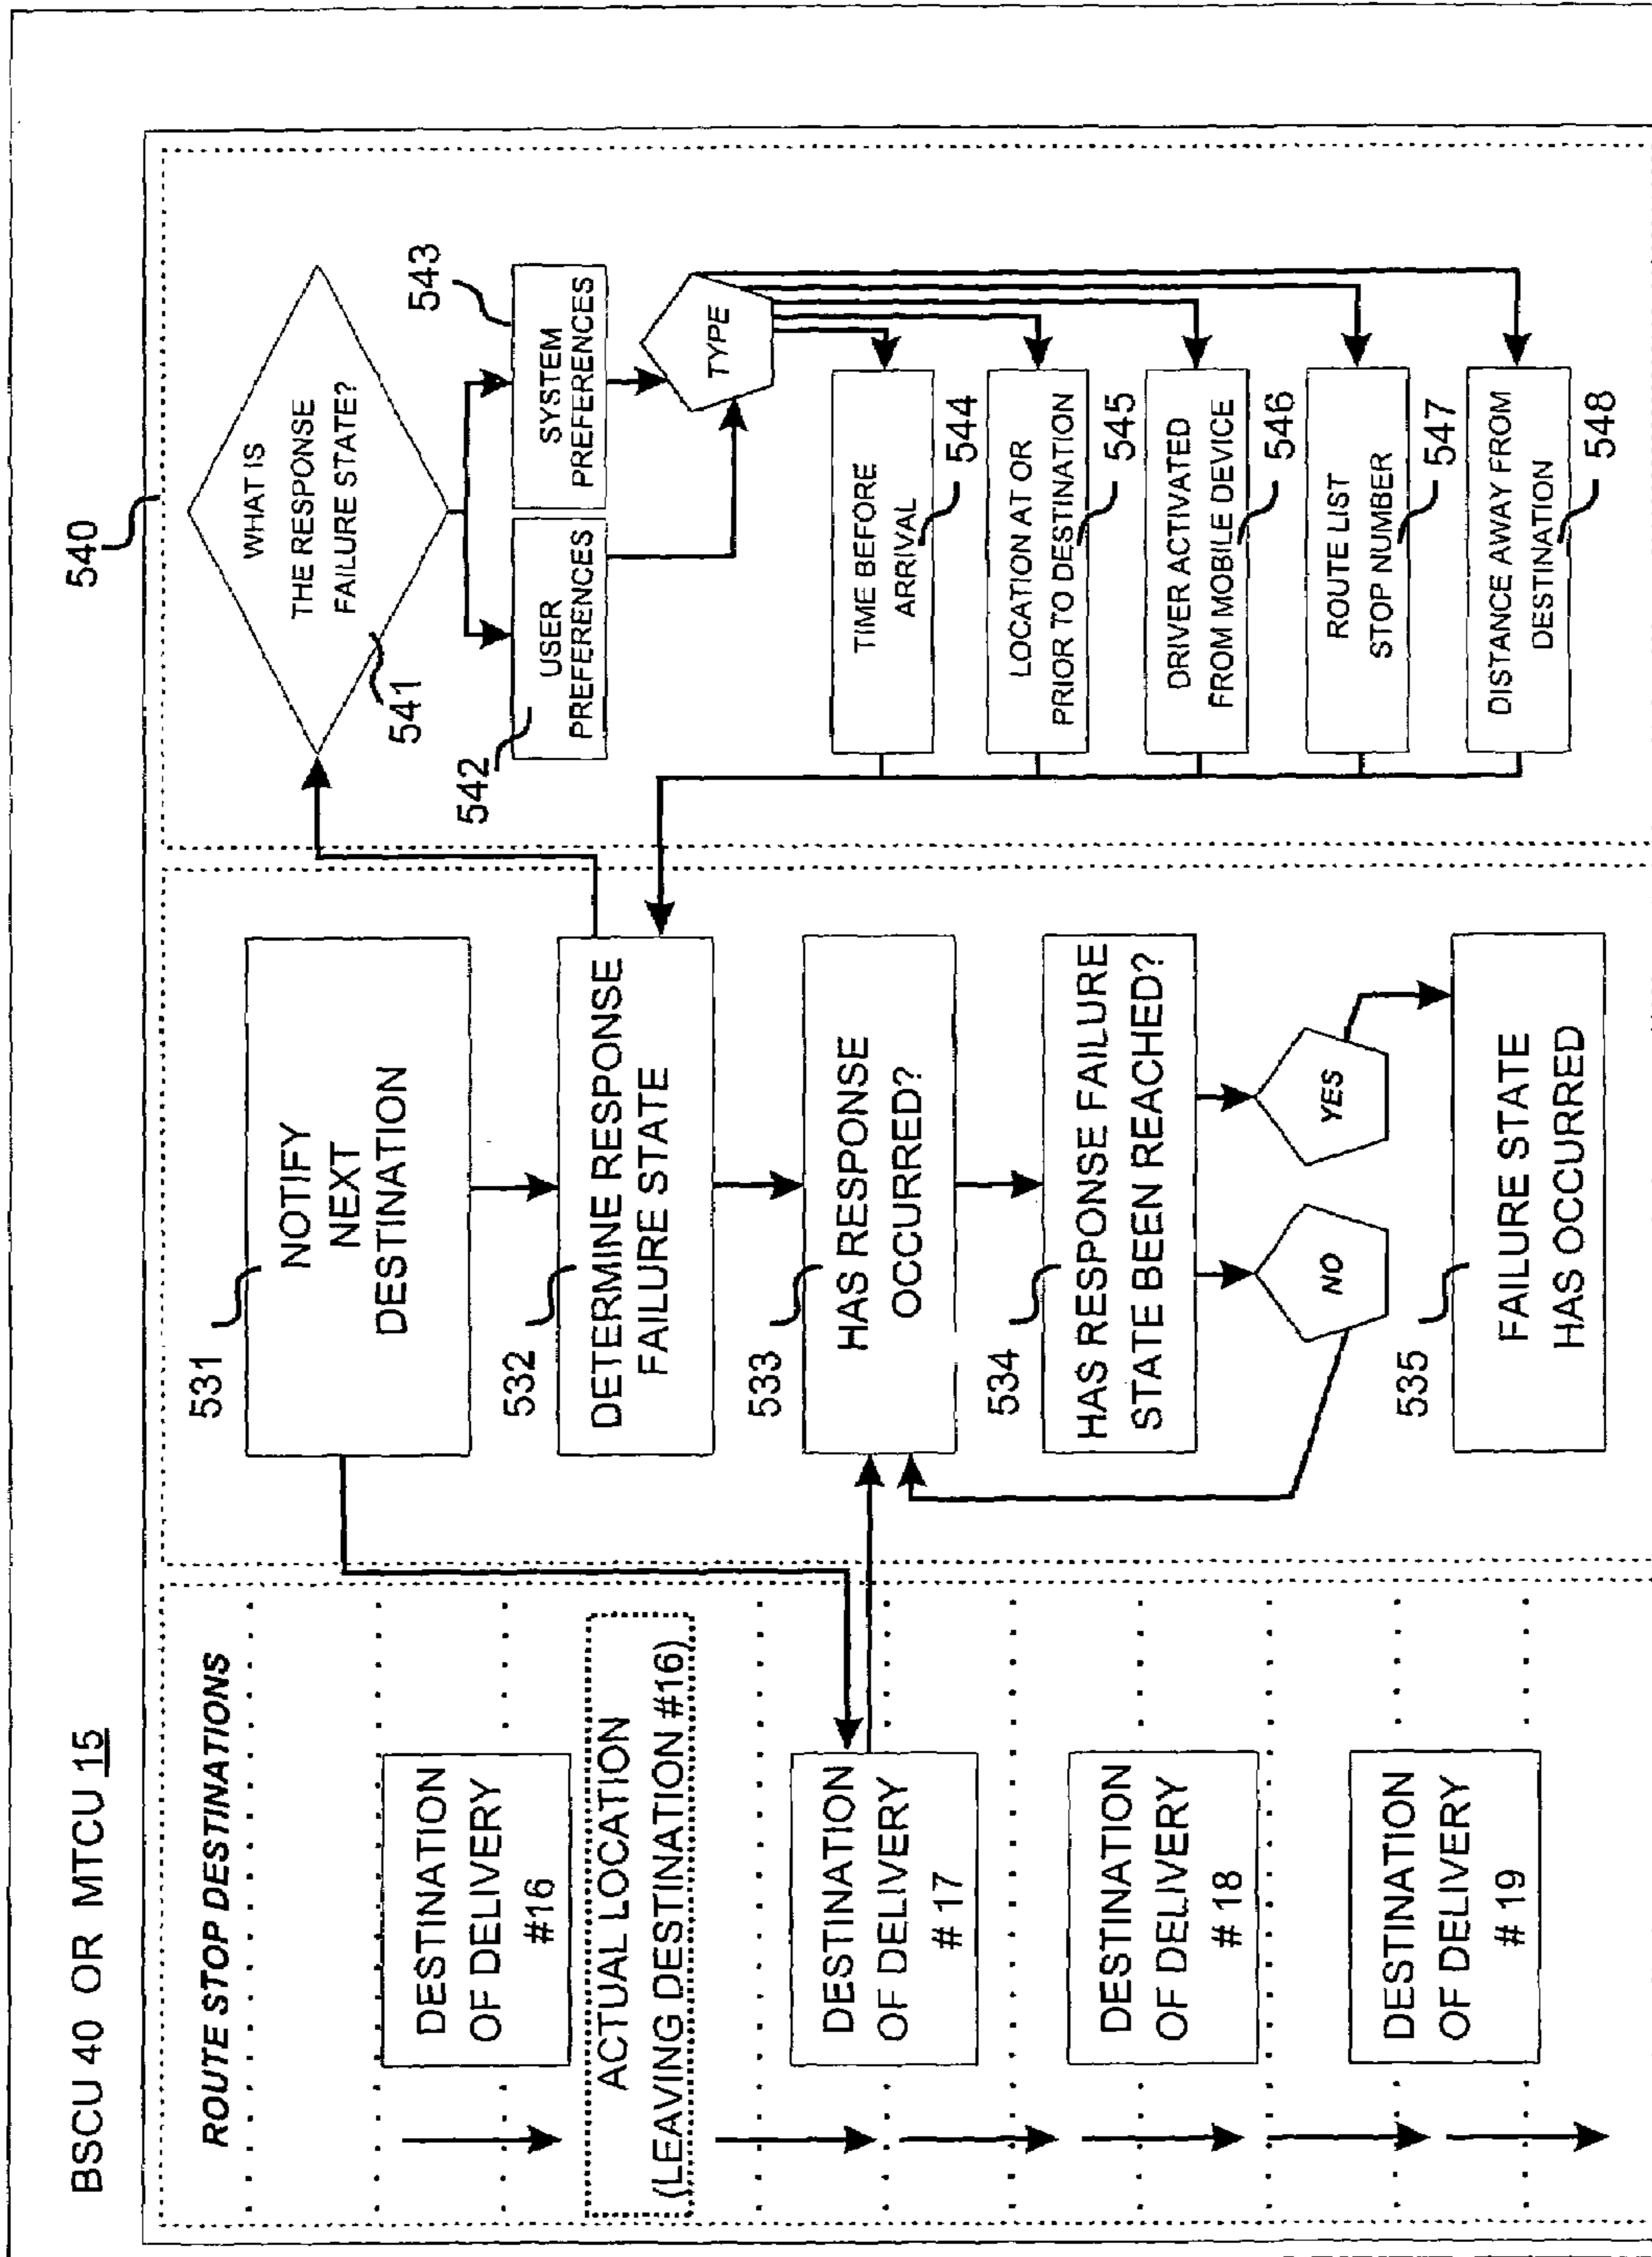 BSCU 40 OR MTCU 15
ROUTE STOP DESTINATIONS
DESTINATION
OF DELIVERY
#16
ACTUAL LOCATION
(LEAVING DESTINATION #16)
DESTINATION
OF DELIVERY
# 17
DESTINATION
OF DELIVERY
# 18
DESTINATION
OF DELIVERY
# 19
531
NOTIFY
NEXT
DESTINATION
532
DETERMINE RESPONSE
FAILURE STATE
533
HAS RESPONSE
OCCURRED?
534
HAS RESPONSE FAILURE
STATE BEEN REACHED?
NO
YES
535
FAILURE STATE
HAS OCCURRED
540
WHAT IS
THE RESPONSE
FAILURE STATE?
541
542
USER
PREFERENCES
543
SYSTEM
PREFERENCES
TYPE
TIME BEFORE
ARRIVAL
544
LOCATION AT OR
PRIOR TO DESTINATION
545
DRIVER ACTIVATED
FROM MOBILE DEVICE
546
ROUTE LIST
STOP NUMBER
547
DISTANCE AWAY FROM
DESTINATION
548